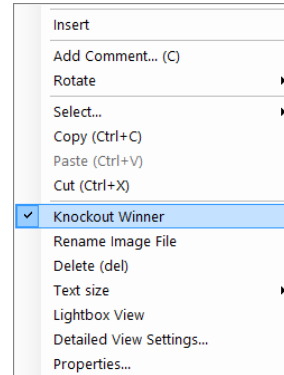 Insert
Add Comment... (C)
Rotate
Select...
Copy (Ctrl+C)
Paste (Ctrl+V)
Cut (Ctrl+X)
Knockout Winner
Rename Image File
Delete (del)
Text size
Lightbox View
Detailed View Settings...
Properties...